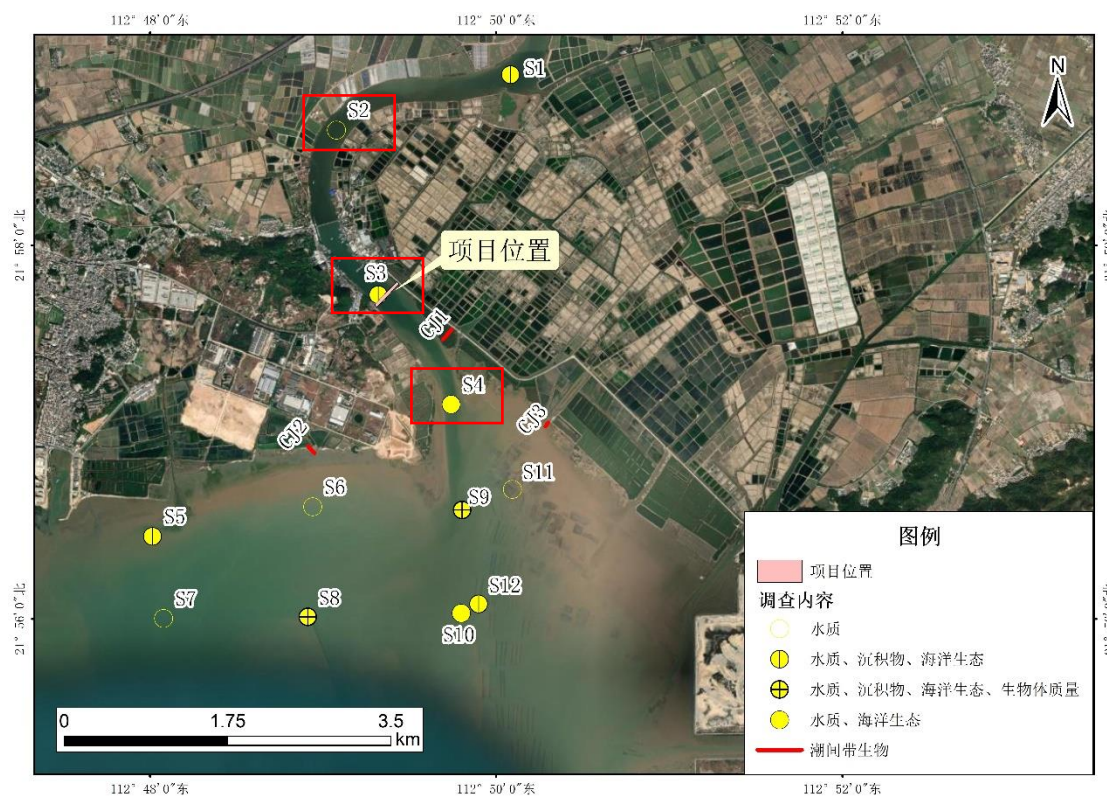 112° 48′0″东
112° 50′0″东
112° 52′0″东
N
S1
S2
21° 58′0″北
项目位置
S3
CJ1
S4
CJ3
CJ2
S11
S6
S9
S5
S12
S8
S7
S10
21° 56′0″北
图例
项目位置
调查内容
水质
水质、沉积物、海洋生态
水质、沉积物、海洋生态、生物体质量
水质、海洋生态
潮间带生物
0
1.75
3.5
km
112° 48′0″东
112° 50′0″东
112° 52′0″东